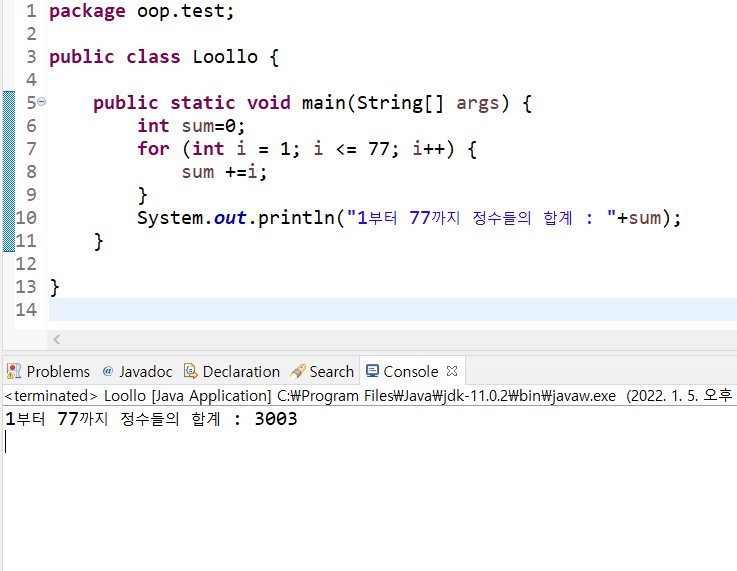 1 package oop.test;
2
3 public class Loollo {
4
5 public static void main(String[] args) {
6 int sum=0;
7 for (int i = 1; i <= 77; i++) {
8 sum +=i;
9 }
10 System.out.println("1부터 77까지 정수들의 합계 : "+sum);
11 }
12
13 }
14
Problems @ Javadoc Declaration Search Console
<terminated> Loollo [Java Application] C:₩Program Files₩Java₩jdk-11.0.2₩bin₩javaw.exe (2022. 1. 5. 오후
1부터 77까지 정수들의 합계 : 3003